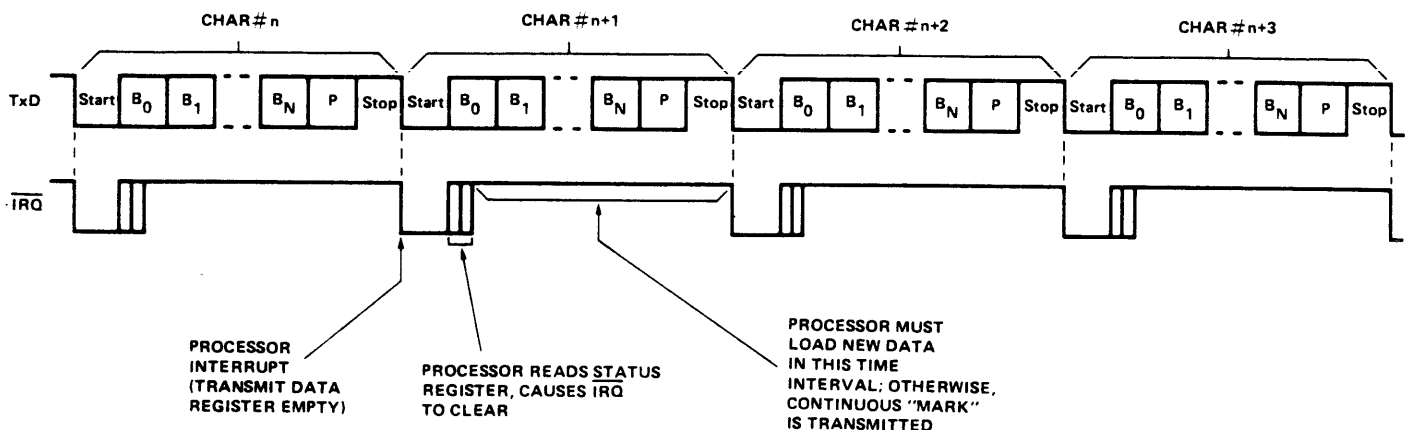 CHAR#n CHAR#n+1 CHAR#n+2 CHAR#n+3
TxD Start B0 B1 BN P Stop Start B0 B1 BN P Stop Start B0 B1 BN P Stop Start B0 B1 BN P Stop
IRQ
PROCESSOR
INTERRUPT
(TRANSMIT DATA
REGISTER EMPTY)
PROCESSOR READS STATUS
REGISTER, CAUSES IRQ
TO CLEAR
PROCESSOR MUST
LOAD NEW DATA
IN THIS TIME
INTERVAL; OTHERWISE,
CONTINUOUS "MARK"
IS TRANSMITTED